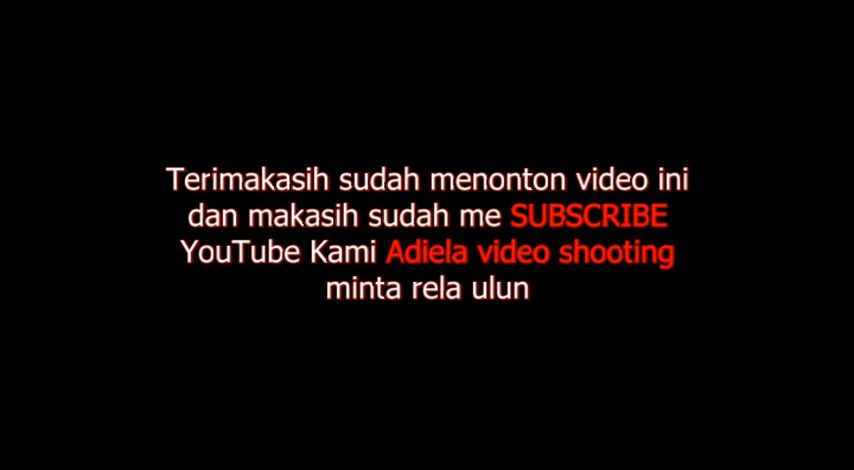 Terimakasih sudah menonton video ini
dan makasih sudah me SUBSCRIBE
YouTube Kami Adiela video shooting
minta rela ulun